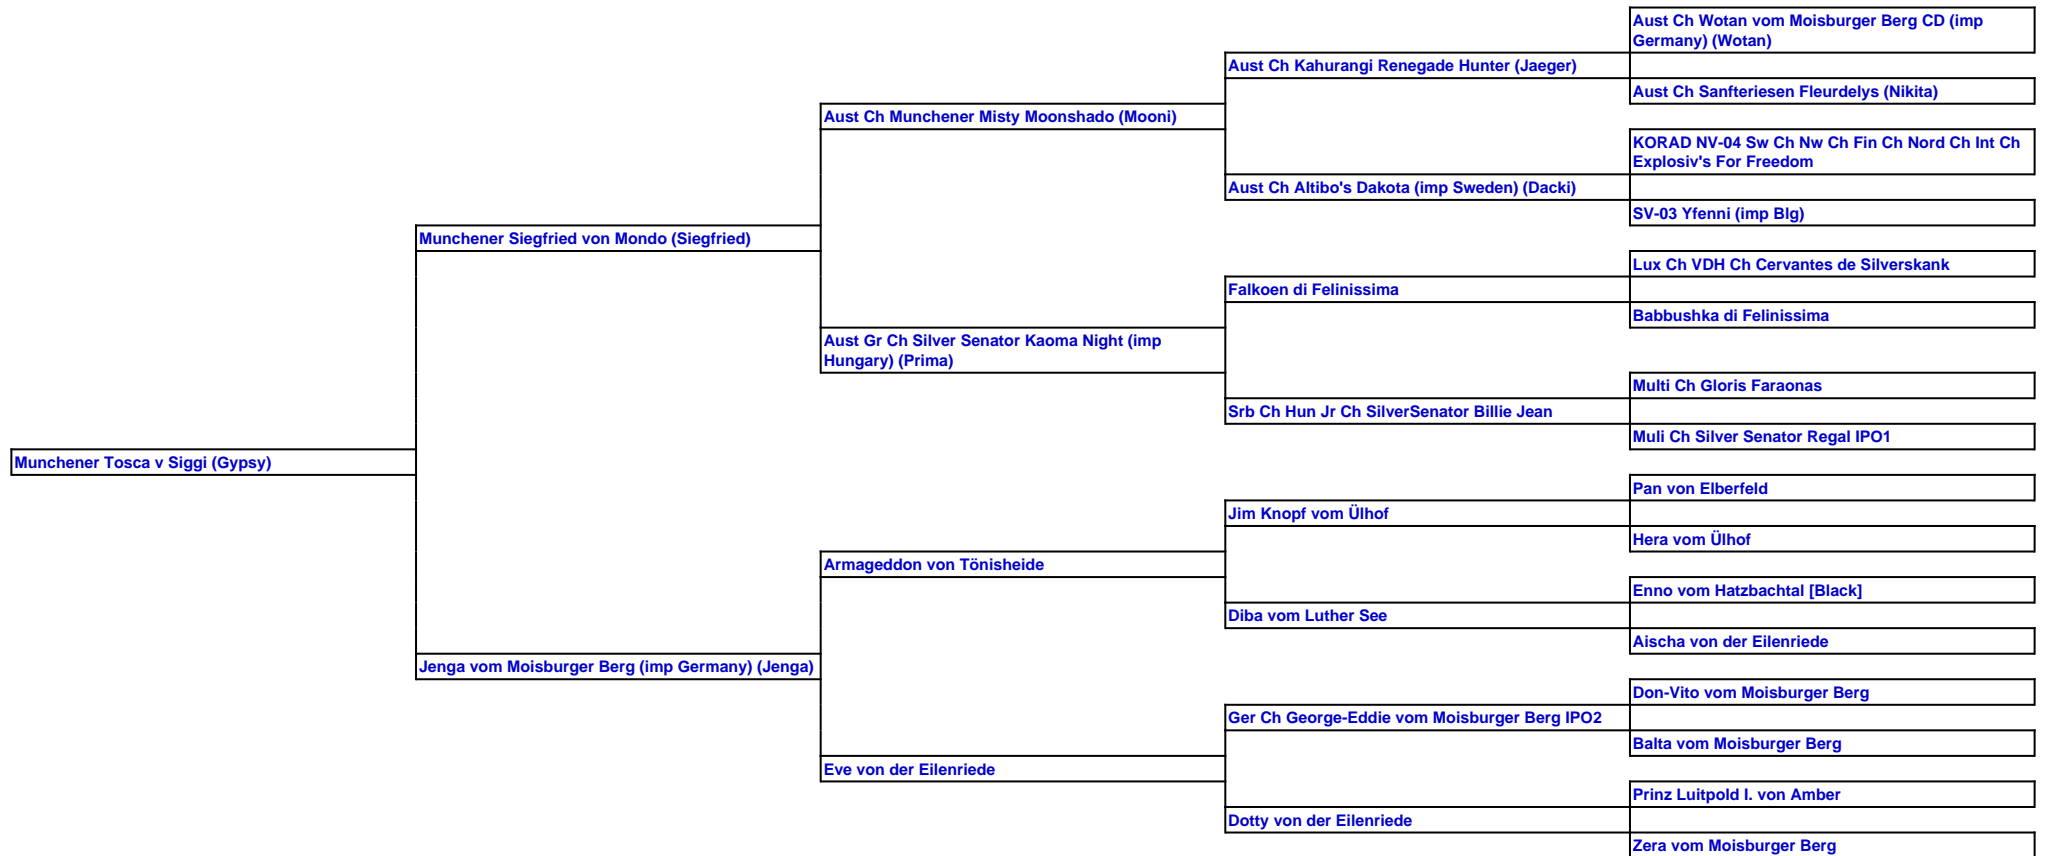 Aust Ch Wotan vom Moisburger Berg CD (imp
Germany) (Wotan)
Aust Ch Kahurangi Renegade Hunter (Jaeger)
Aust Ch Sanfteriesen Fleurdelys (Nikita)
Aust Ch Munchener Misty Moonshado (Mooni)
KORAD NV-04 Sw Ch Nw Ch Fin Ch Nord Ch Int Ch
Explosiv's For Freedom
Aust Ch Altibo's Dakota (imp Sweden) (Dacki)
SV-03 Yfenni (imp Blg)
Munchener Siegfried von Mondo (Siegfried)
Lux Ch VDH Ch Cervantes de Silverskank
Falkoen di Felinissima
Babbushka di Felinissima
Aust Gr Ch Silver Senator Kaoma Night (imp
Hungary) (Prima)
Multi Ch Gloris Faraonas
Srb Ch Hun Jr Ch SilverSenator Billie Jean
Muli Ch Silver Senator Regal IPO1
Munchener Tosca v Siggi (Gypsy)
Pan von Elberfeld
Jim Knopf vom Ülhof
Hera vom Ülhof
Armageddon von Tönisheide
Enno vom Hatzbachtal [Black]
Diba vom Luther See
Aischa von der Eilenriede
Jenga vom Moisburger Berg (imp Germany) (Jenga)
Don-Vito vom Moisburger Berg
Ger Ch George-Eddie vom Moisburger Berg IPO2
Balta vom Moisburger Berg
Eve von der Eilenriede
Prinz Luitpold I. von Amber
Dotty von der Eilenriede
Zera vom Moisburger Berg